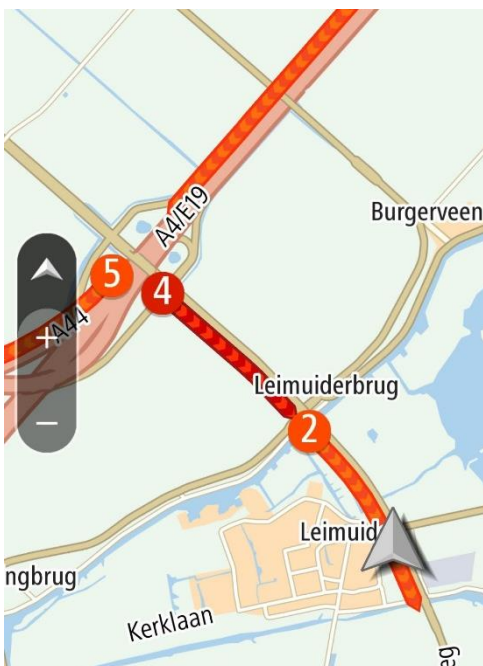 A4/E19
Burgerveen
5
4
A44
+
−
Leimuiderbrug
2
Leimuid
ngbrug
Kerklaan